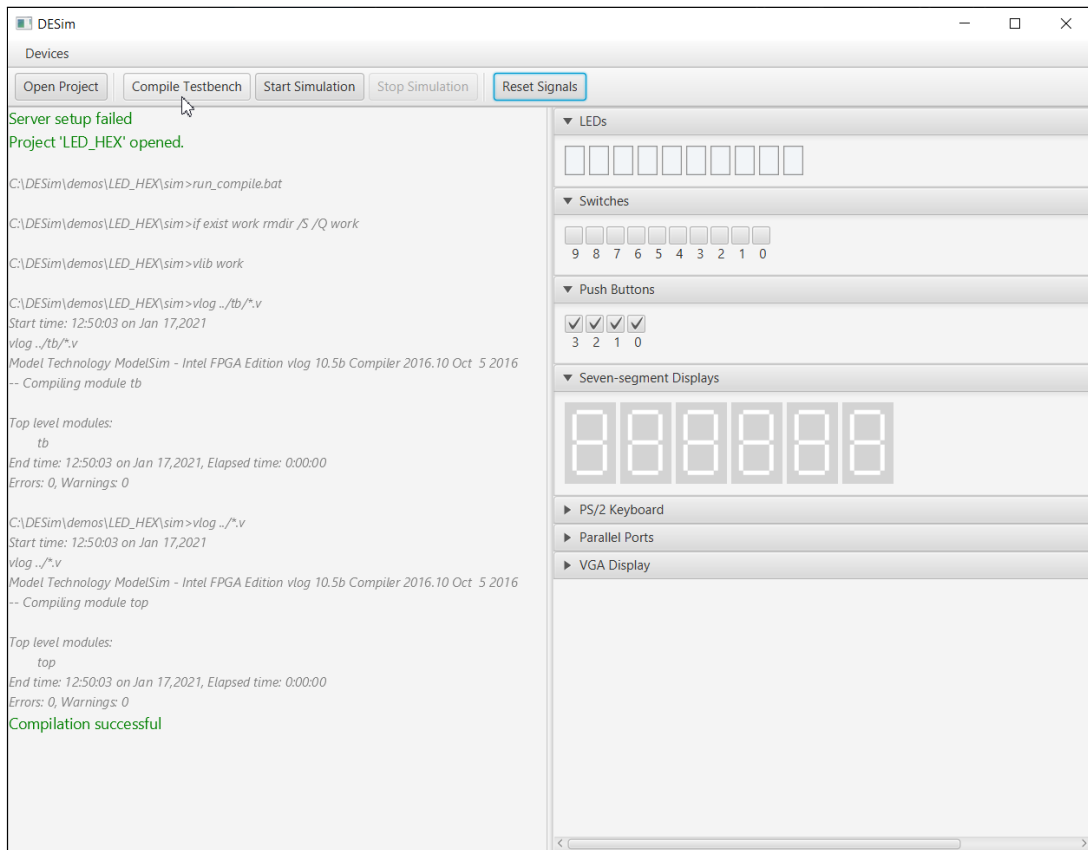 DESim
Devices
Open Project Compile Testbench Start Simulation Stop Simulation Reset Signals
Server setup failed
Project 'LED_HEX' opened.
C:\DESim\demos\LED_HEX\sim>run_compile.bat
C:\DESim\demos\LED_HEX\sim>if exist work rmdir /S /Q work
C:\DESim\demos\LED_HEX\sim>vlib work
C:\DESim\demos\LED_HEX\sim>vlog ../tb/*.v
Start time: 12:50:03 on Jan 17,2021
vlog ../tb/*.v
Model Technology ModelSim - Intel FPGA Edition vlog 10.5b Compiler 2016.10 Oct  5 2016
-- Compiling module tb
Top level modules:
tb
End time: 12:50:03 on Jan 17,2021, Elapsed time: 0:00:00
Errors: 0, Warnings: 0
C:\DESim\demos\LED_HEX\sim>vlog ../*.v
Start time: 12:50:03 on Jan 17,2021
vlog ../*.v
Model Technology ModelSim - Intel FPGA Edition vlog 10.5b Compiler 2016.10 Oct  5 2016
-- Compiling module top
Top level modules:
top
End time: 12:50:03 on Jan 17,2021, Elapsed time: 0:00:00
Errors: 0, Warnings: 0
Compilation successful
LEDs
Switches
9 8 7 6 5 4 3 2 1 0
Push Buttons
3 2 1 0
Seven-segment Displays
PS/2 Keyboard
Parallel Ports
VGA Display